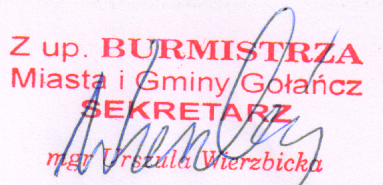 Z up. BURMISTRZA
Miasta i Gminy Gołańcz
SEKRETARZ
mgr Urszula Wierzbicka